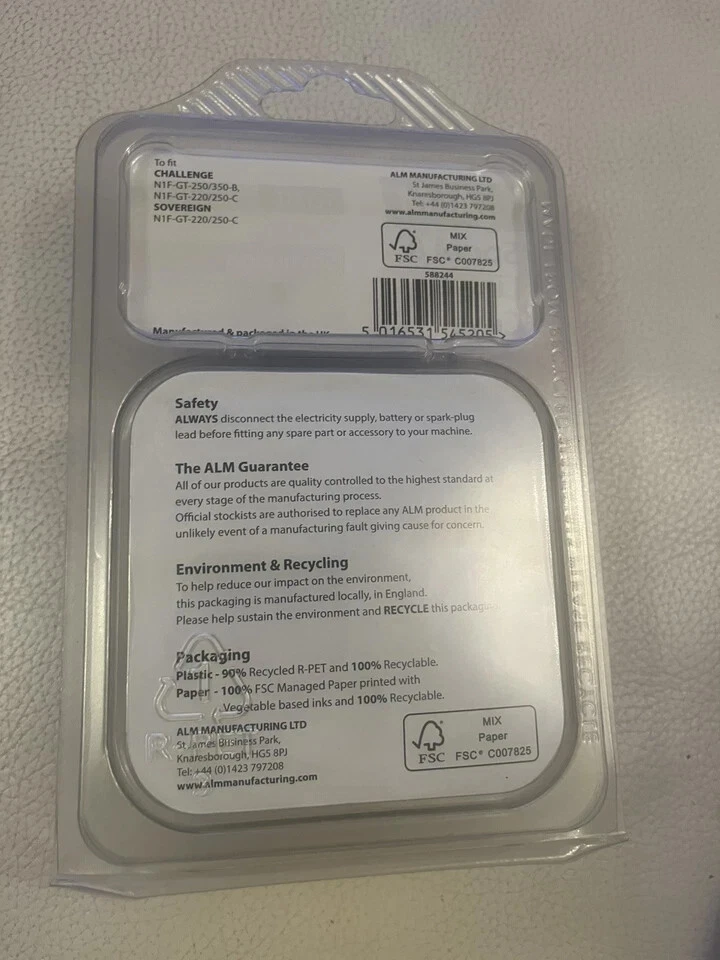 To fit
CHALLENGE
N1F-GT-250/350-B,
N1F-GT-220/250-C
SOVEREIGN
N1F-GT-220/250-C
ALM MANUFACTURING LTD
St James Business Park,
Knaresborough, HG5 8PJ
Tel: +44 (0)1423 797208
www.almmanufacturing.com
FSC
MIX
Paper
FSC® C007825
588244
5 016531 545205 >
Manufactured & packaged in the UK
Safety
ALWAYS disconnect the electricity supply, battery or spark-plug
lead before fitting any spare part or accessory to your machine.
The ALM Guarantee
All of our products are quality controlled to the highest standard at
every stage of the manufacturing process.
Official stockists are authorised to replace any ALM product in the
unlikely event of a manufacturing fault giving cause for concern.
Environment & Recycling
To help reduce our impact on the environment,
this packaging is manufactured locally, in England.
Please help sustain the environment and RECYCLE this packaging
Packaging
Plastic - 90% Recycled R-PET and 100% Recyclable.
Paper - 100% FSC Managed Paper printed with
Vegetable based inks and 100% Recyclable.
ALM MANUFACTURING LTD
St James Business Park,
Knaresborough, HG5 8PJ
Tel: +44 (0)1423 797208
www.almmanufacturing.com
FSC
MIX
Paper
FSC® C007825